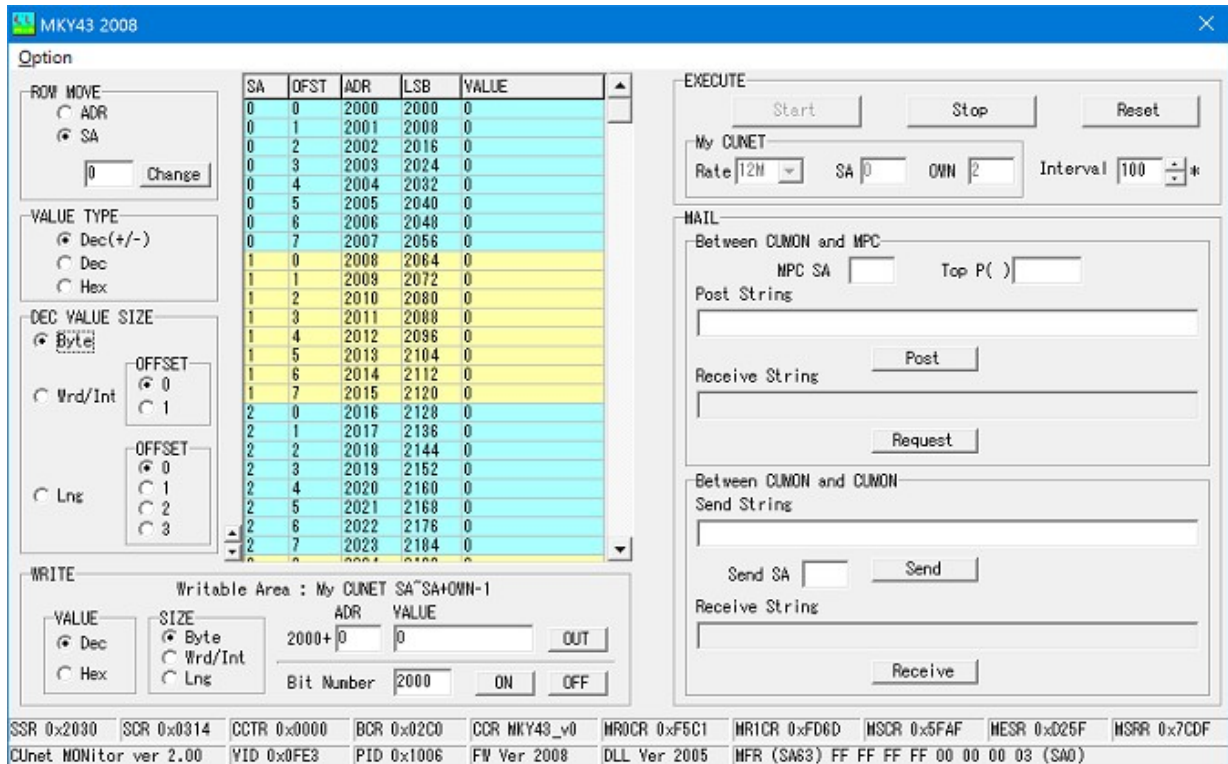 MKY43 2008
Option
ROW MOVE
ADR
SA
0 Change
VALUE TYPE
Dec(+/-)
Dec
Hex
DEC VALUE SIZE
Byte
Wrd/Int
OFFSET
0
1
Lng
OFFSET
0
1
2
3
SA OFST ADR LSB VALUE
0 0 2000 2000 0
0 1 2001 2008 0
0 2 2002 2016 0
0 3 2003 2024 0
0 4 2004 2032 0
0 5 2005 2040 0
0 6 2006 2048 0
0 7 2007 2056 0
1 0 2008 2064 0
1 1 2009 2072 0
1 2 2010 2080 0
1 3 2011 2088 0
1 4 2012 2096 0
1 5 2013 2104 0
1 6 2014 2112 0
1 7 2015 2120 0
2 0 2016 2128 0
2 1 2017 2136 0
2 2 2018 2144 0
2 3 2019 2152 0
2 4 2020 2160 0
2 5 2021 2168 0
2 6 2022 2176 0
2 7 2023 2184 0
WRITE
Writable Area : My CUNET SA~SA+OWN-1
VALUE
Dec
Hex
SIZE
Byte
Wrd/Int
Lng
ADR VALUE
2000+ 0 0 OUT
Bit Number 2000 ON OFF
EXECUTE
Start Stop Reset
My CUNET
Rate 12M SA 0 OWN 2 Interval 100 *
MAIL
Between CUMON and MPC
MPC SA Top P( )
Post String
Post
Receive String
Request
Between CUMON and CUMON
Send String
Send SA Send
Receive String
Receive
SSR 0x2030 SCR 0x0314 CCTR 0x0000 BCR 0x02C0 CCR MKY43_v0 MR0CR 0xF5C1 MR1CR 0xFD6D MSCR 0x5FAF MESR 0xD25F MSRR 0x7CDF
CUnet MONitor ver 2.00 VID 0x0FE3 PID 0x1006 FW Ver 2008 DLL Ver 2005 MFR (SA63) FF FF FF FF 00 00 00 03 (SA0)